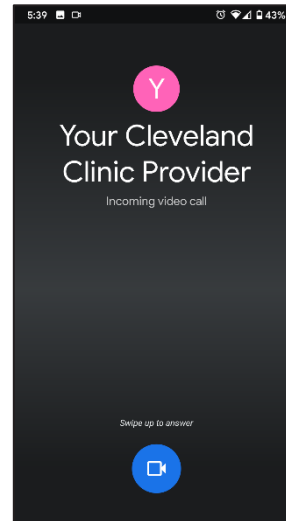 5:39 43%
Y
Your Cleveland
Clinic Provider
Incoming video call
Swipe up to answer